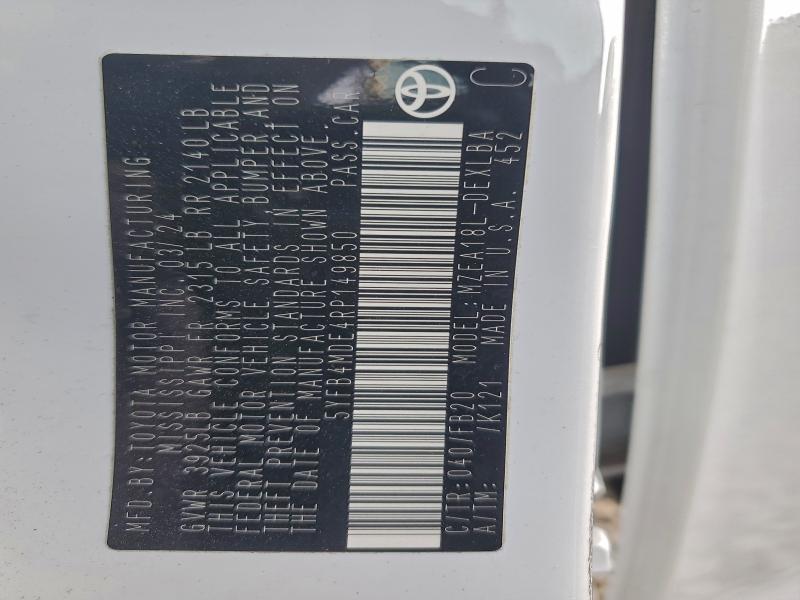 MFD.BY:TOYOTA MOTOR MANUFACTURING.
MISSISSIPPI INC. 03/24
GVWR 3925LB GAWR FR 2315LB RR 2140LB
THIS VEHICLE CONFORMS TO ALL APPLICABLE
FEDERAL MOTOR VEHICLE SAFETY, BUMPER, AND
THEFT PREVENTION STANDARDS IN EFFECT ON
THE DATE OF MANUFACTURE SHOWN ABOVE.
5YFB4MDE4RP149850 PASS.CAR
C/TR:040/FB20 MODEL:MZEA18L-DEXLBA
A/TM: /K121 MADE IN U.S.A. 452
C